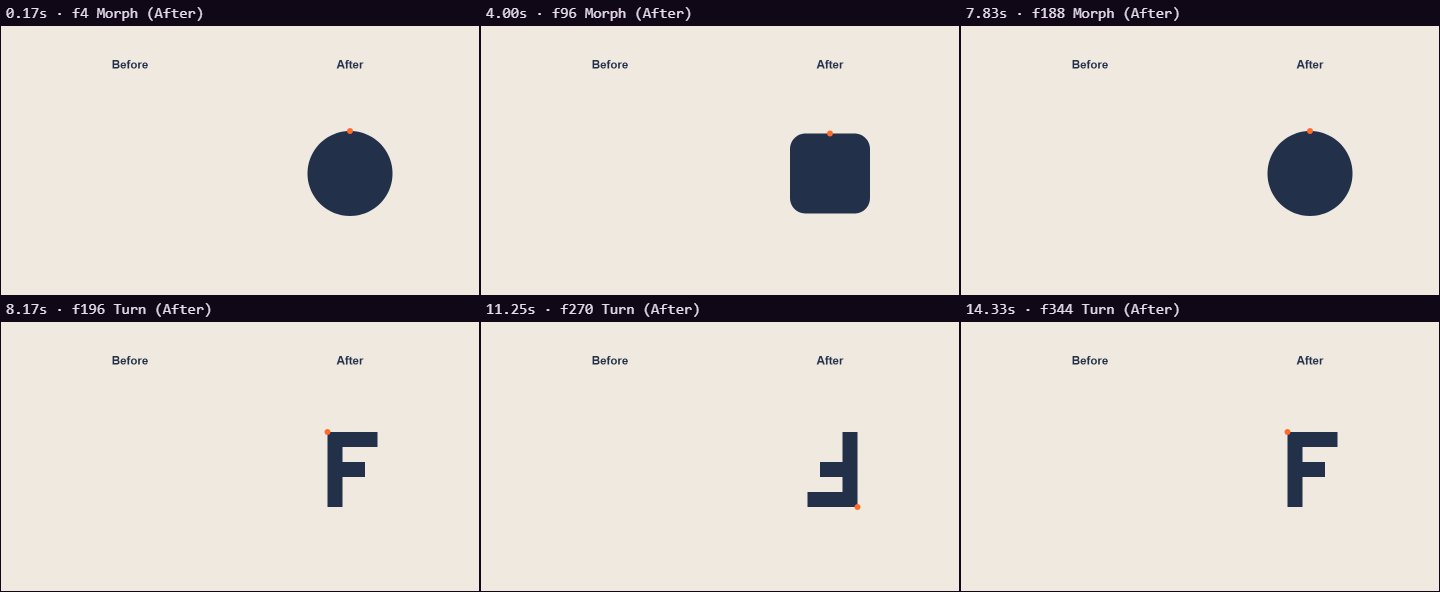 0.17s · f4 Morph (After)
4.00s · f96 Morph (After)
7.83s · f188 Morph (After)
Before
After
Before
After
Before
After
8.17s · f196 Turn (After)
11.25s · f270 Turn (After)
14.33s · f344 Turn (After)
Before
After
Before
After
Before
After
F
F
F